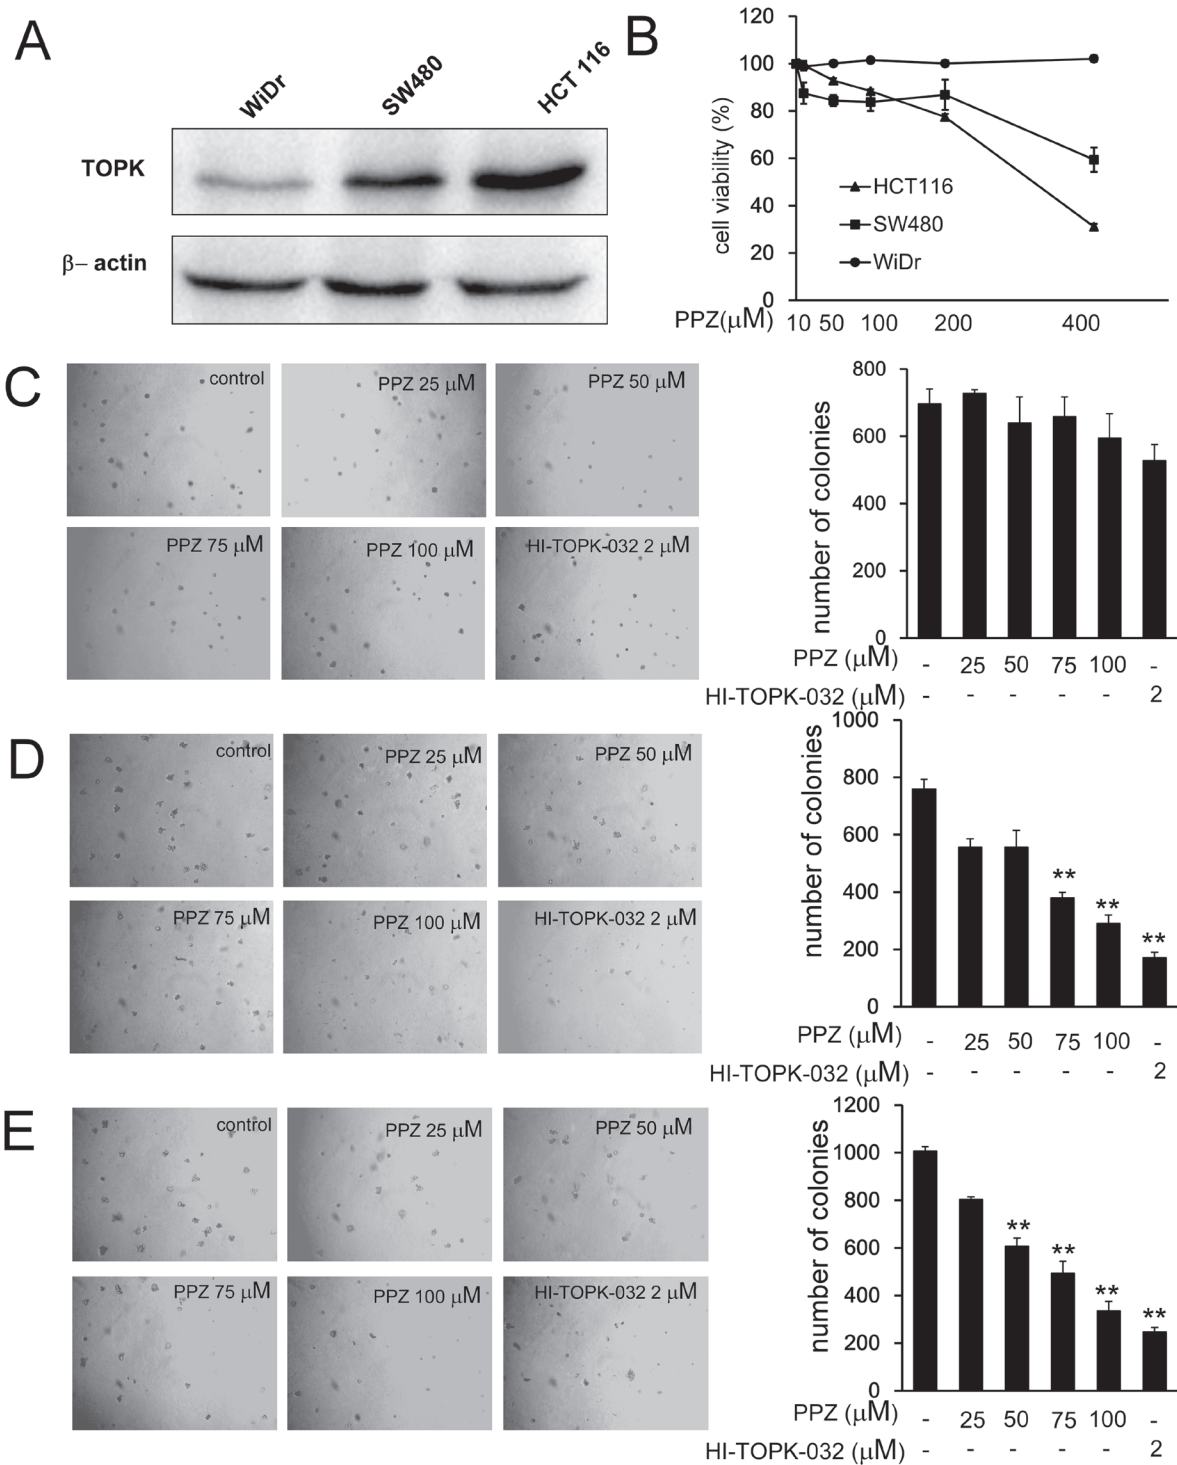 A
WiDr
SW480
HCT 116
TOPK
β– actin
B
120
100
80
60
40
20
0
cell viability (%)
HCT116
SW480
WiDr
PPZ(μM) 10 50 100 200 400
C
control
PPZ 25 μM
PPZ 50 μM
PPZ 75 μM
PPZ 100 μM
HI-TOPK-032 2 μM
800
600
400
200
0
number of colonies
PPZ (μM) - 25 50 75 100 -
HI-TOPK-032 (μM) - - - - - 2
D
control
PPZ 25 μM
PPZ 50 μM
PPZ 75 μM
PPZ 100 μM
HI-TOPK-032 2 μM
1000
800
600
400
200
0
number of colonies
**
**
**
PPZ (μM) - 25 50 75 100 -
HI-TOPK-032 (μM) - - - - - 2
E
control
PPZ 25 μM
PPZ 50 μM
PPZ 75 μM
PPZ 100 μM
HI-TOPK-032 2 μM
1200
1000
800
600
400
200
0
number of colonies
**
**
**
**
PPZ (μM) - 25 50 75 100 -
HI-TOPK-032 (μM) - - - - - 2